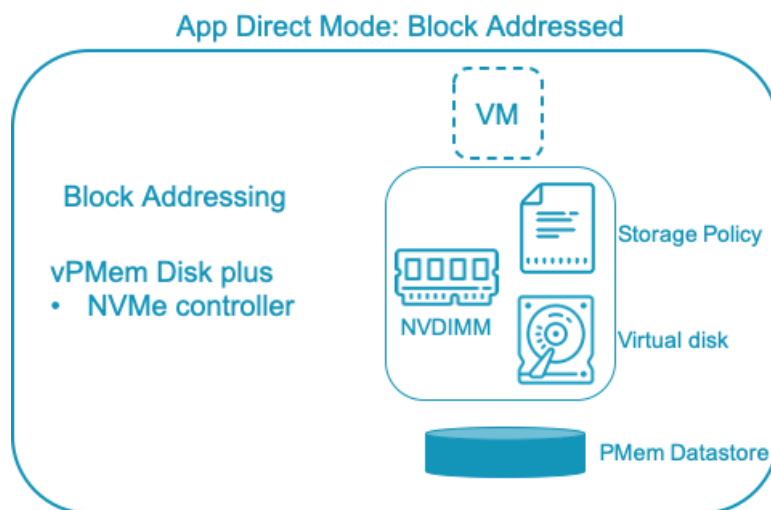 App Direct Mode: Block Addressed
VM
Block Addressing
vPMem Disk plus
• NVMe controller
Storage Policy
NVDIMM
Virtual disk
PMem Datastore